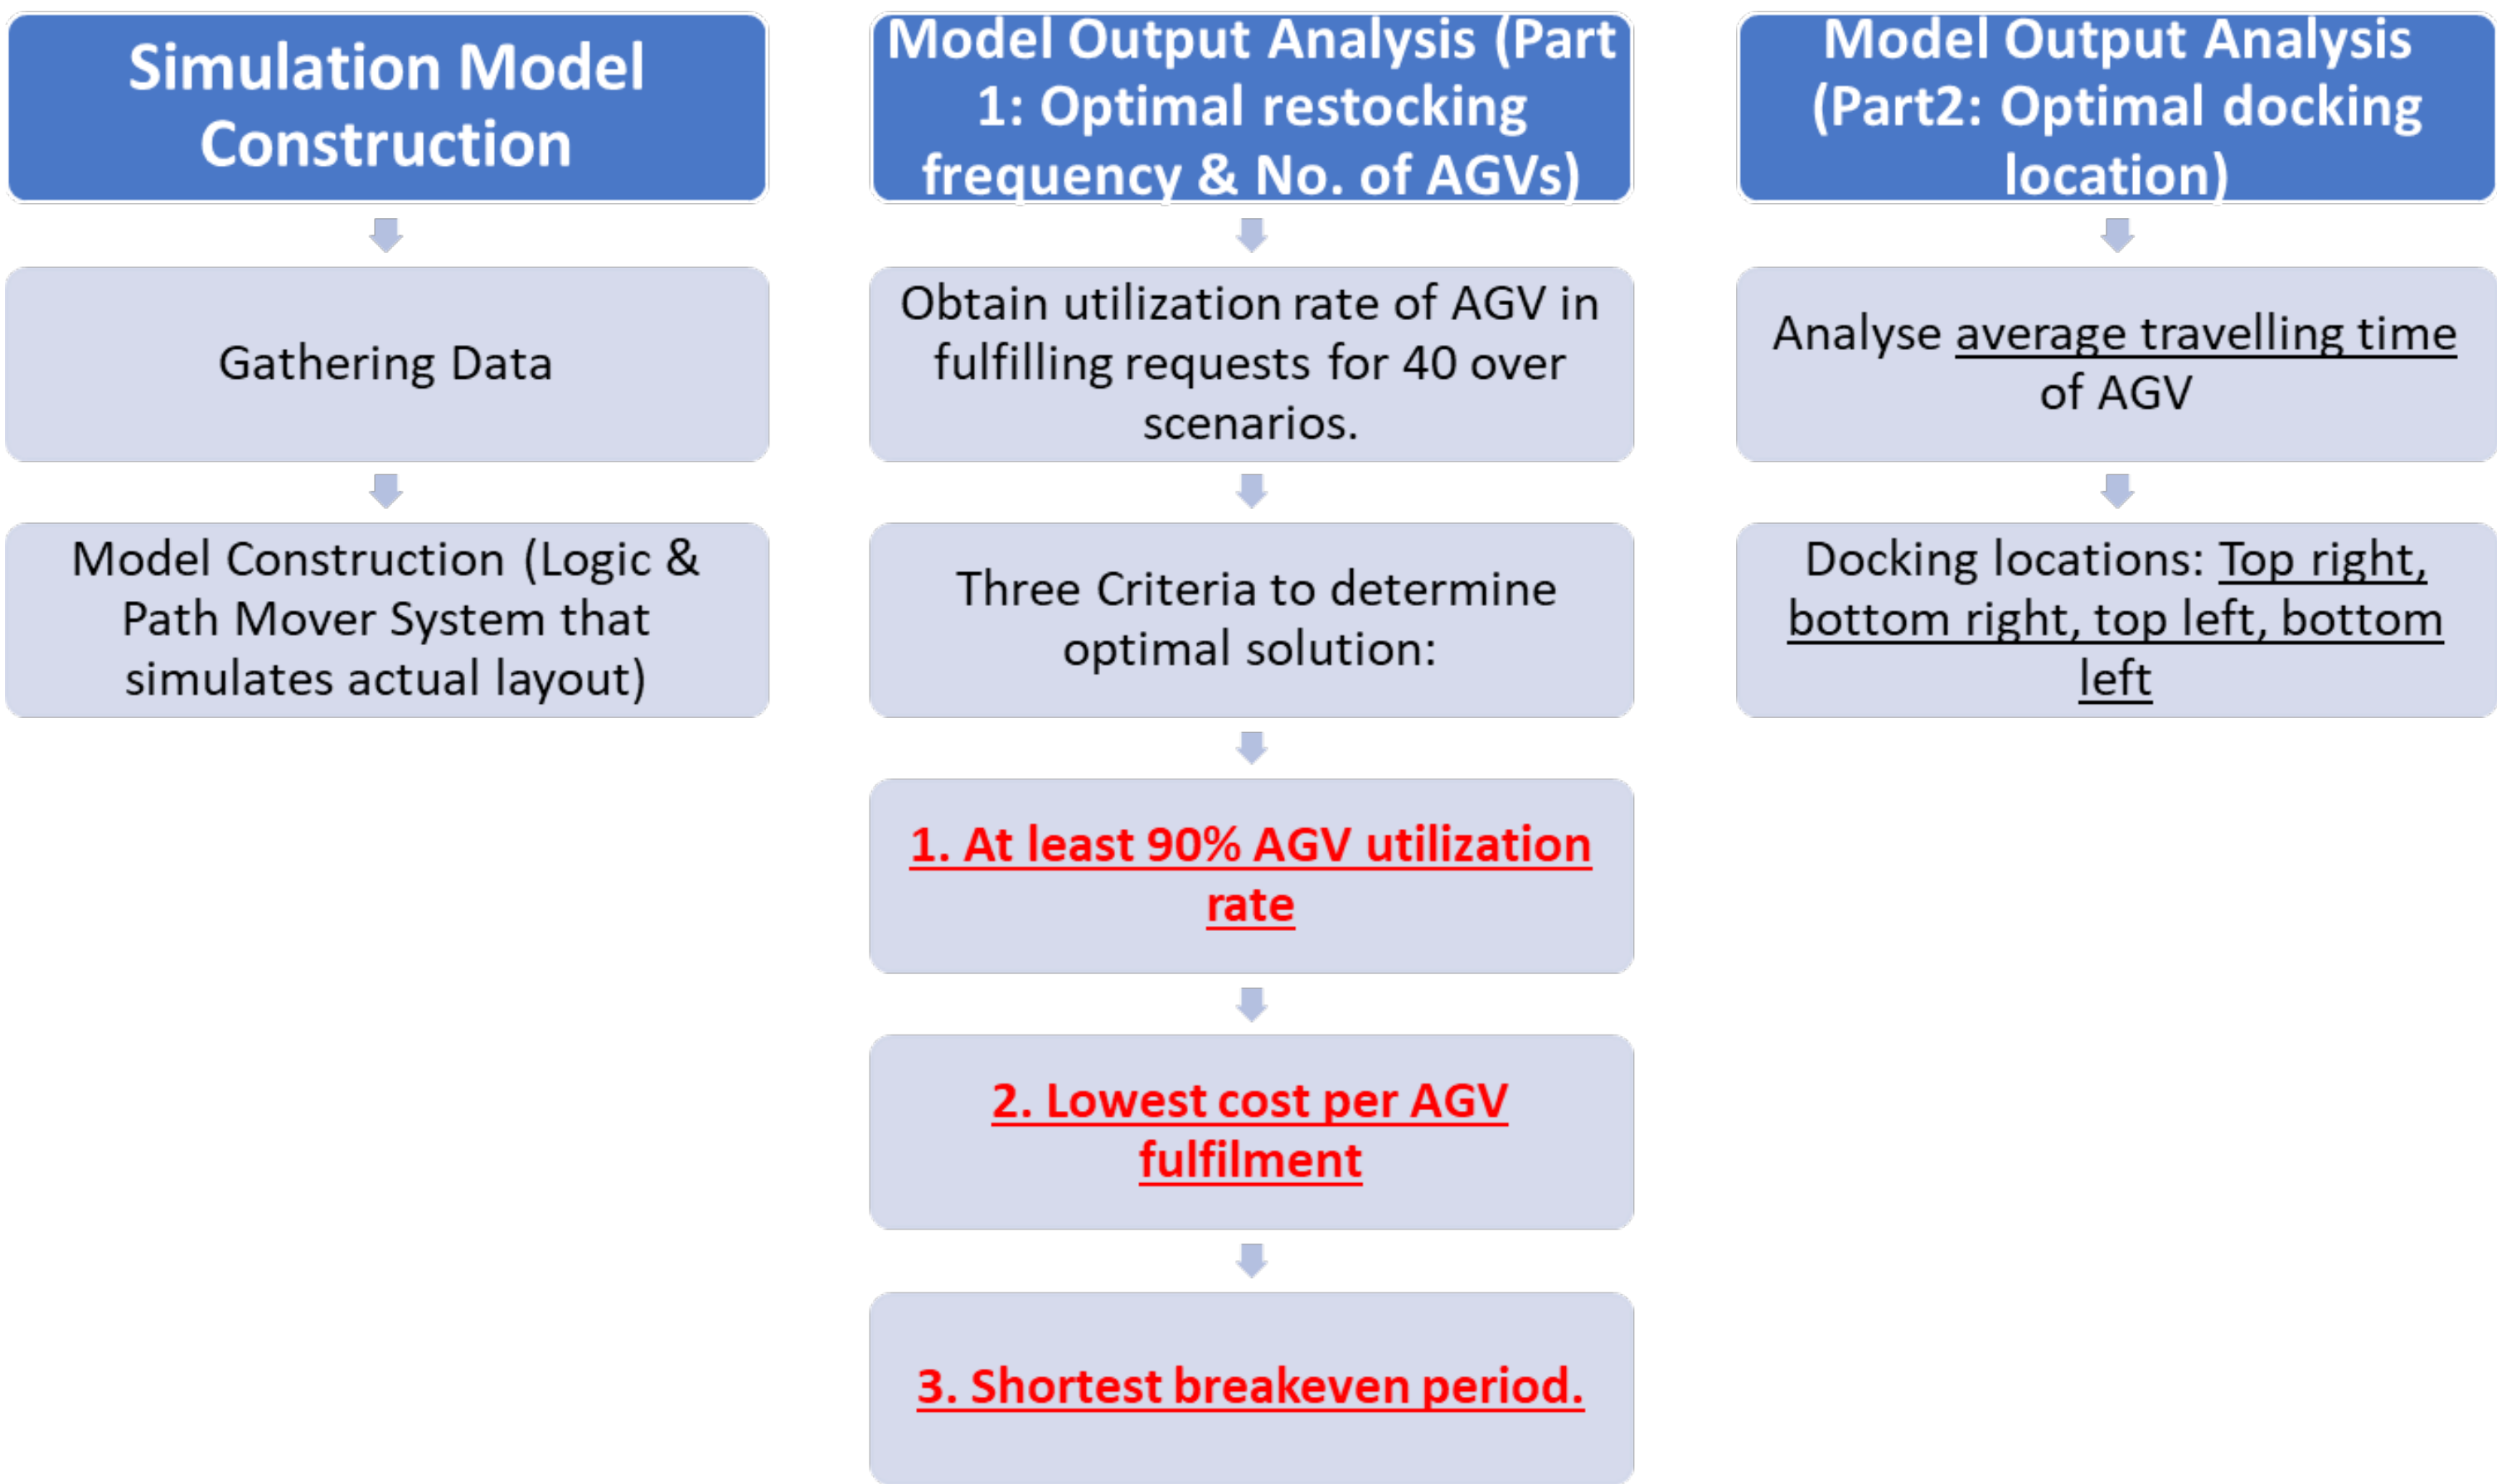 Simulation Model
Construction
Gathering Data
Model Construction (Logic &
Path Mover System that
simulates actual layout)
Model Output Analysis (Part
1: Optimal restocking
frequency & No. of AGVs)
Obtain utilization rate of AGV in
fulfilling requests for 40 over
scenarios.
Three Criteria to determine
optimal solution:
1. At least 90% AGV utilization
rate
2. Lowest cost per AGV
fulfilment
3. Shortest breakeven period.
Model Output Analysis
(Part2: Optimal docking
location)
Analyse average travelling time
of AGV
Docking locations: Top right,
bottom right, top left, bottom
left